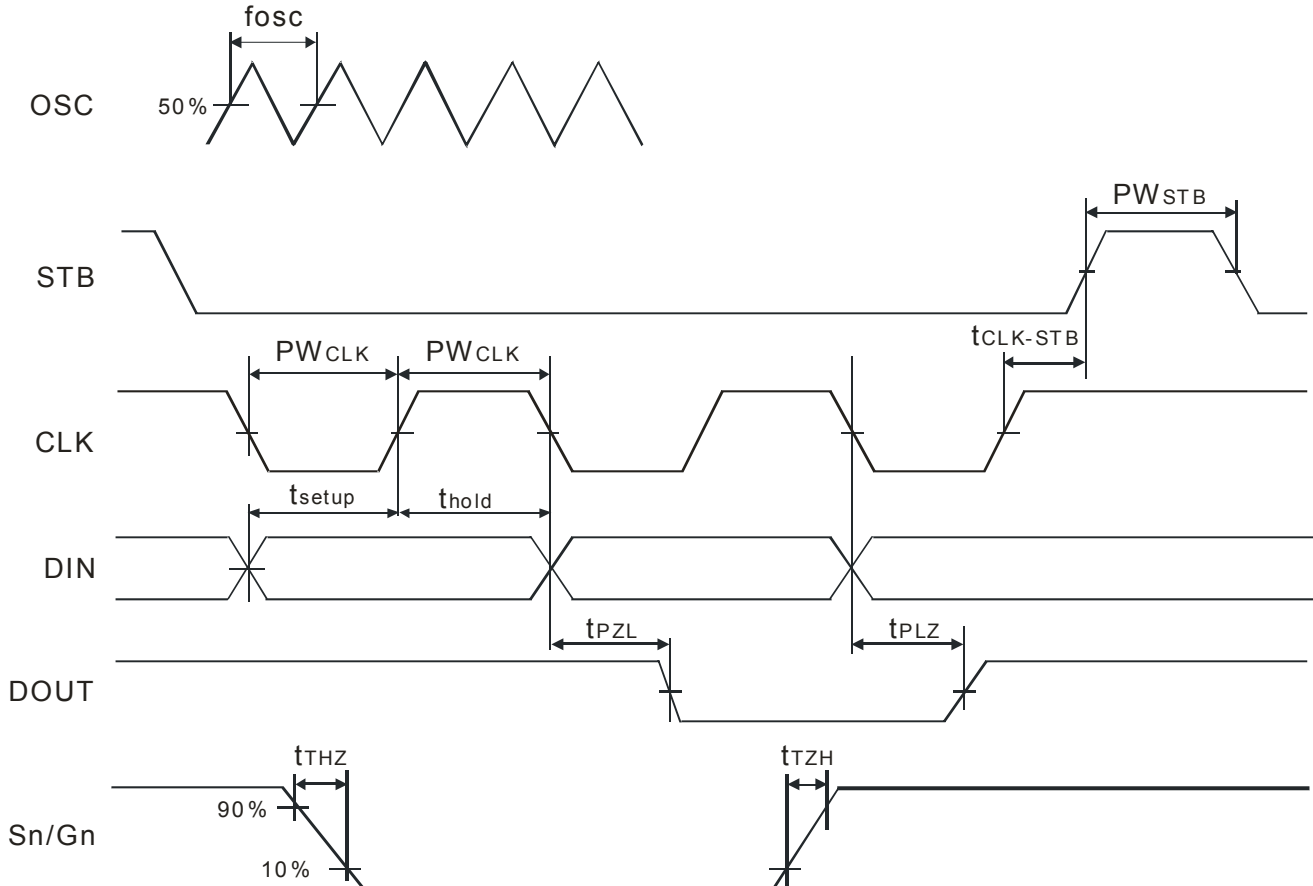 fosc
OSC
50%
PWSTB
STB
tCLK-STB
PWCLK PWCLK
CLK
tsetup thold
DIN
tPZL tPLZ
DOUT
tTHZ tTZH
90%
Sn/Gn
10%